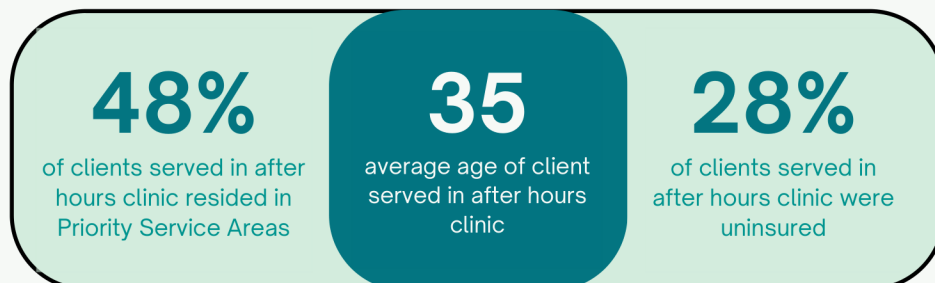 48%
of clients served in after
hours clinic resided in
Priority Service Areas
35
average age of client
served in after hours
clinic
28%
of clients served in
after hours clinic were
uninsured